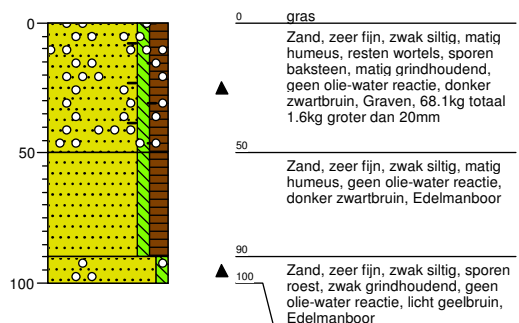 0
50
100
0
gras
Zand, zeer fijn, zwak siltig, matig
humeus, resten wortels, sporen
baksteen, matig grindhoudend,
geen olie-water reactie, donker
zwartbruin, Graven, 68.1kg totaal
1.6kg groter dan 20mm
50
Zand, zeer fijn, zwak siltig, matig
humeus, geen olie-water reactie,
donker zwartbruin, Edelmanboor
90
100
Zand, zeer fijn, zwak siltig, sporen
roest, zwak grindhoudend, geen
olie-water reactie, licht geelbruin,
Edelmanboor